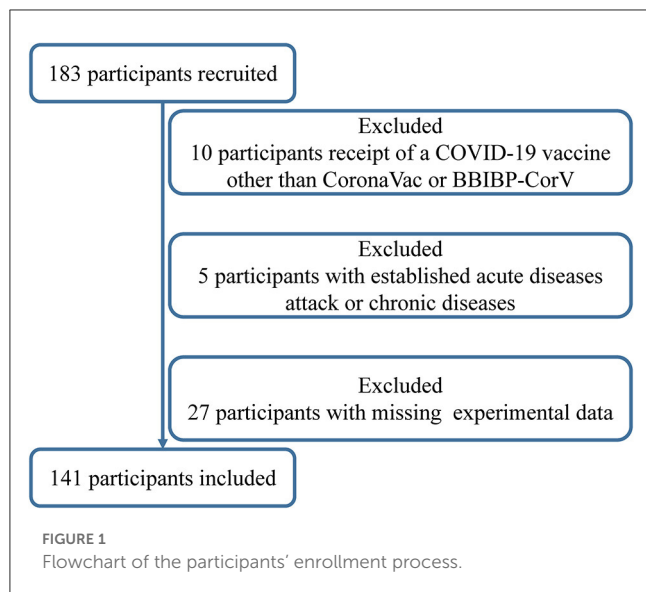 183 participants recruited
Excluded
10 participants receipt of a COVID-19 vaccine
other than CoronaVac or BBIBP-CorV
Excluded
5 participants with established acute diseases
attack or chronic diseases
Excluded
27 participants with missing experimental data
141 participants included
FIGURE 1
Flowchart of the participants' enrollment process.